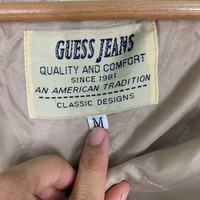 GUESS JEANS
QUALITY AND COMFORT
SINCE 1981
AN AMERICAN TRADITION
CLASSIC DESIGNS
M